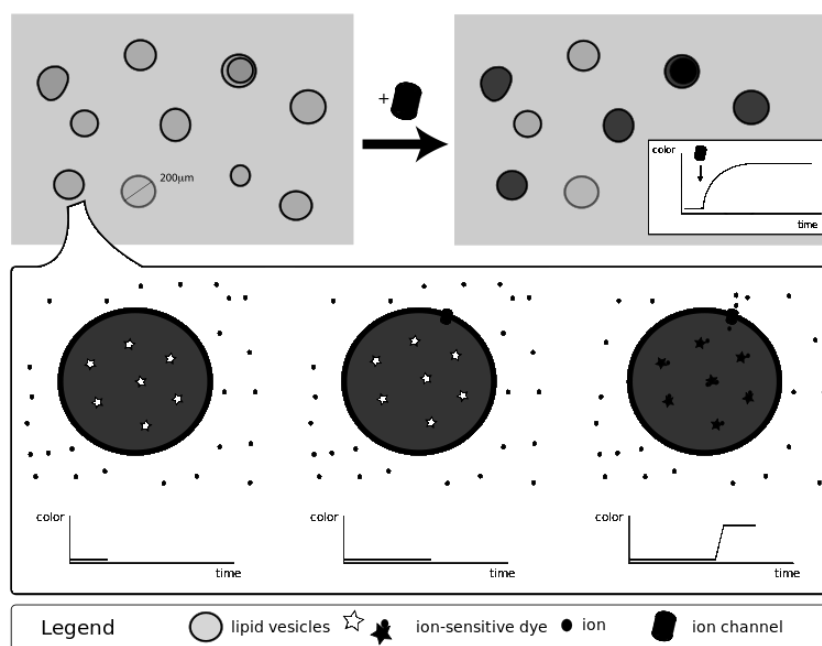 200μm
+
color
time
color
time
color
time
color
time
Legend
lipid vesicles
ion-sensitive dye
ion
ion channel